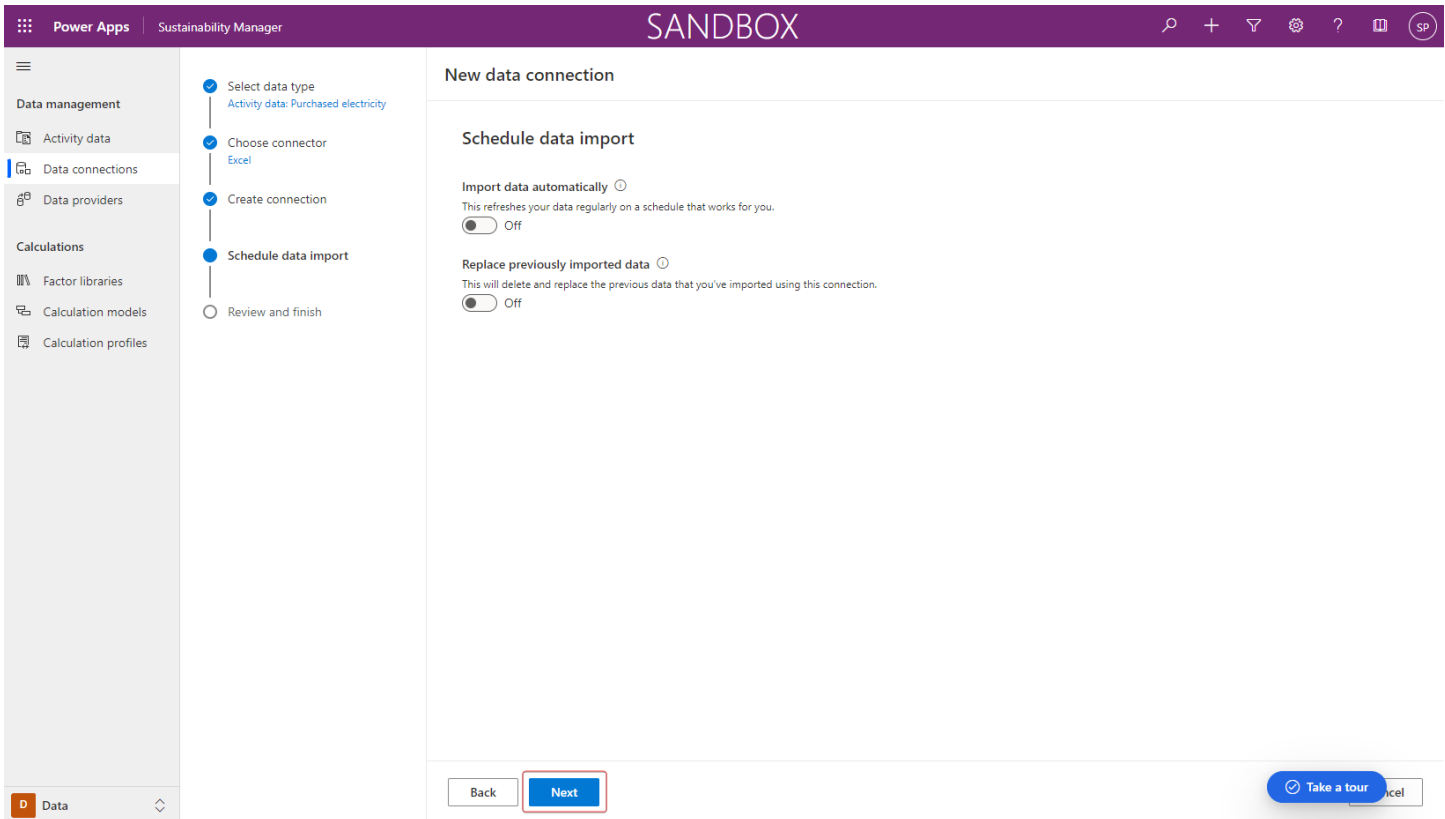 Power Apps
Sustainability Manager
SANDBOX
?
SP
Data management
Activity data
Data connections
Data providers
Calculations
Factor libraries
Calculation models
Calculation profiles
D
Data
Select data type
Activity data: Purchased electricity
Choose connector
Excel
Create connection
Schedule data import
Review and finish
New data connection
Schedule data import
Import data automatically
This refreshes your data regularly on a schedule that works for you.
Off
Replace previously imported data
This will delete and replace the previous data that you've imported using this connection.
Off
Back
Next
Take a tour